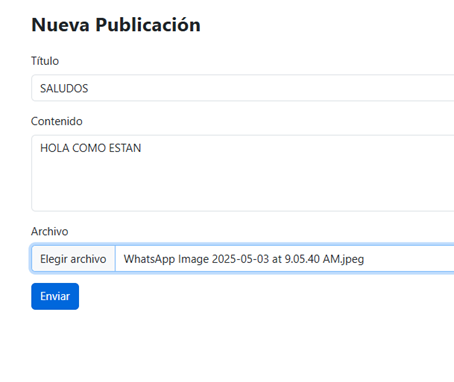 Nueva Publicación
Título
SALUDOS
Contenido
HOLA COMO ESTAN
Archivo
Elegir archivo WhatsApp Image 2025-05-03 at 9.05.40 AM.jpeg
Enviar